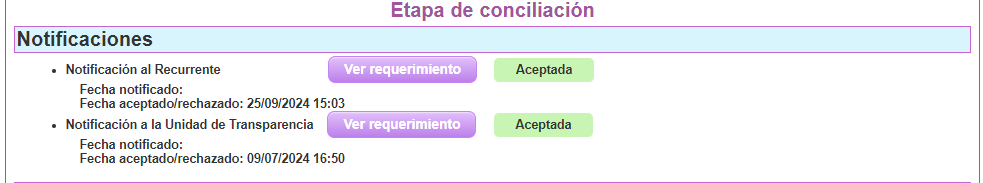 Etapa de conciliación
Notificaciones
Notificación al Recurrente Ver requerimiento Aceptada
Fecha notificado:
Fecha aceptado/rechazado: 25/09/2024 15:03
Notificación a la Unidad de Transparencia Ver requerimiento Aceptada
Fecha notificado:
Fecha aceptado/rechazado: 09/07/2024 16:50